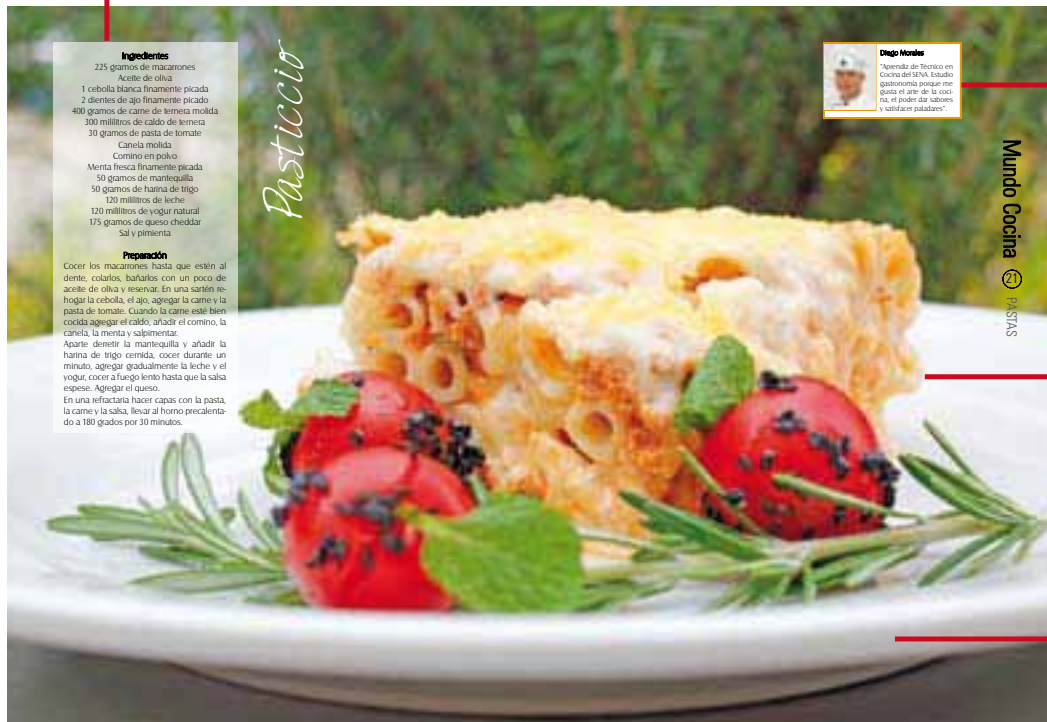 Ingredientes
225 gramos de macarrones
Aceite de oliva
1 cebolla blanca finamente picada
2 dientes de ajo finamente picado
400 gramos de carne de ternera molida
300 mililitros de caldo de ternera
30 gramos de pasta de tomate
Canela molida
Comino en polvo
Menta fresca finamente picada
50 gramos de mantequilla
50 gramos de harina de trigo
120 mililitros de leche
120 mililitros de yogur natural
175 gramos de queso cheddar
Sal y pimienta
Preparación
Cocer los macarrones hasta que estén al
dente, colarlos, bañarlos con un poco de
aceite de oliva y reservar. En una sartén re-
hogar la cebolla, el ajo, agregar la carne y la
pasta de tomate. Cuando la carne esté bien
cocida agregar el caldo, añadir el comino, la
canela, la menta y salpimentar.
Aparte derretir la mantequilla y añadir la
harina de trigo cernida, cocer durante un
minuto, agregar gradualmente la leche y el
yogur, cocer a fuego lento hasta que la salsa
espese. Agregar el queso.
En una refractaria hacer capas con la pasta,
la carne y la salsa, llevar al horno precalenta-
do a 180 grados por 30 minutos.
Pasticcio
Diego Morales
"Aprendiz de Técnico en
Cocina del SENA. Estudio
gastronomía porque me
gusta el arte de la coci-
na, el poder dar sabores
y satisfacer paladares".
Mundo Cocina 21 PASTAS